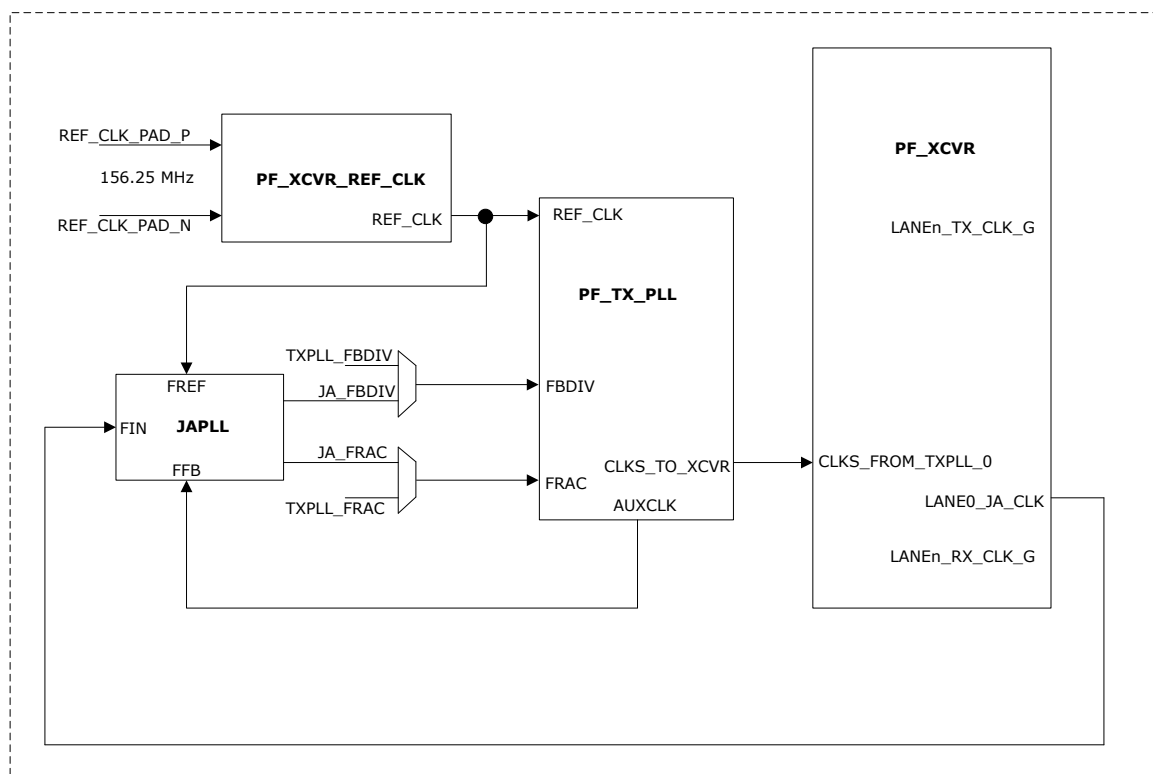 REF_CLK_PAD_P
156.25 MHz
REF_CLK_PAD_N
PF_XCVR_REF_CLK
REF_CLK
REF_CLK
PF_TX_PLL
FBDIV
FRAC
CLKS_TO_XCVR
AUXCLK
TXPLL_FBDIV
JA_FBDIV
JA_FRAC
TXPLL_FRAC
FREF
JAPLL
FIN
FFB
PF_XCVR
LANEn_TX_CLK_G
CLKS_FROM_TXPLL_0
LANE0_JA_CLK
LANEn_RX_CLK_G